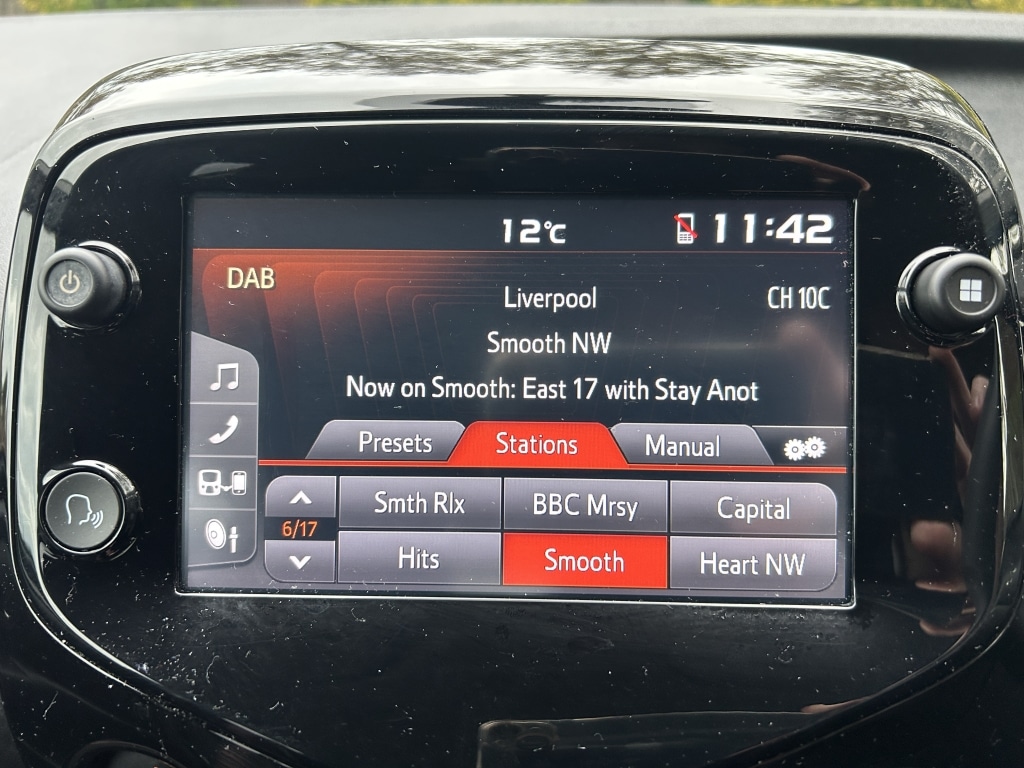 12°C 11:42
DAB
Liverpool CH 10C
Smooth NW
Now on Smooth: East 17 with Stay Anot
Presets Stations Manual
Smth Rlx BBC Mrsy Capital
6/17
Hits Smooth Heart NW